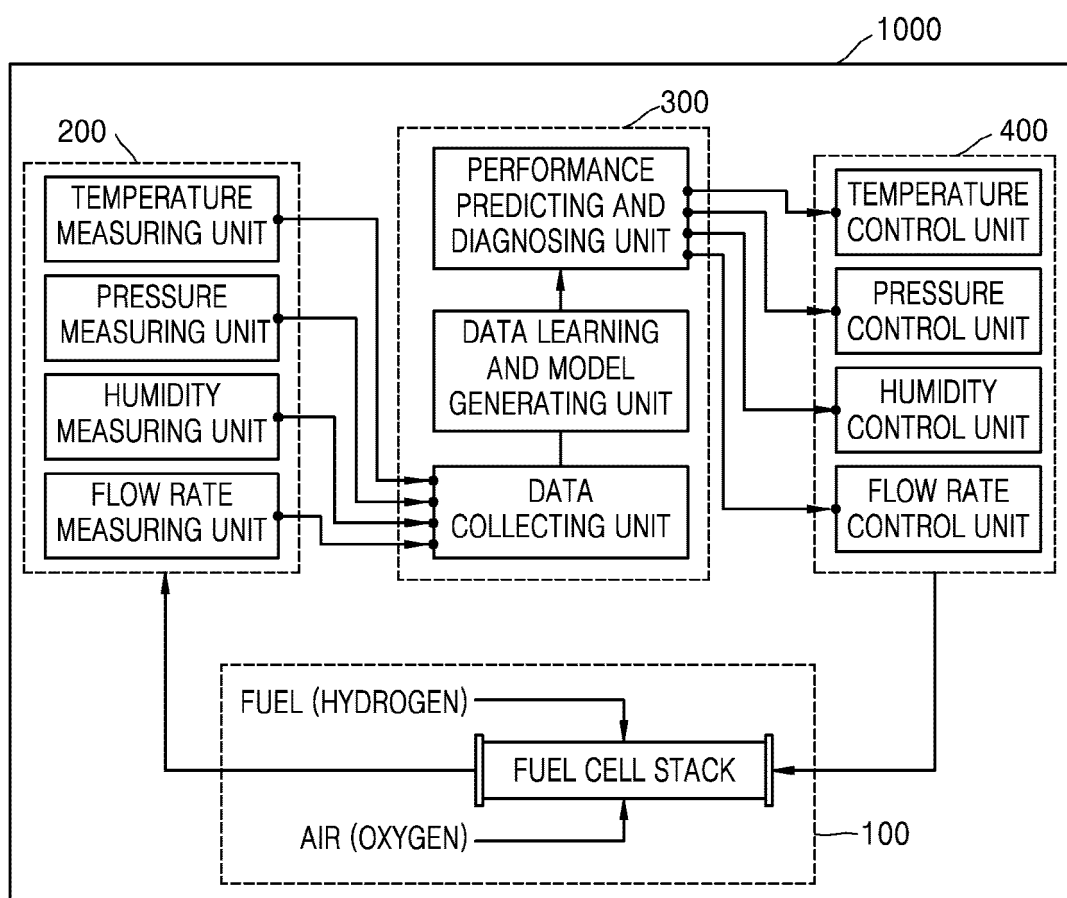 1000
200
TEMPERATURE
MEASURING UNIT
PRESSURE
MEASURING UNIT
HUMIDITY
MEASURING UNIT
FLOW RATE
MEASURING UNIT
300
PERFORMANCE
PREDICTING AND
DIAGNOSING UNIT
DATA LEARNING
AND MODEL
GENERATING UNIT
DATA
COLLECTING UNIT
400
TEMPERATURE
CONTROL UNIT
PRESSURE
CONTROL UNIT
HUMIDITY
CONTROL UNIT
FLOW RATE
CONTROL UNIT
FUEL (HYDROGEN)
FUEL CELL STACK
AIR (OXYGEN)
100